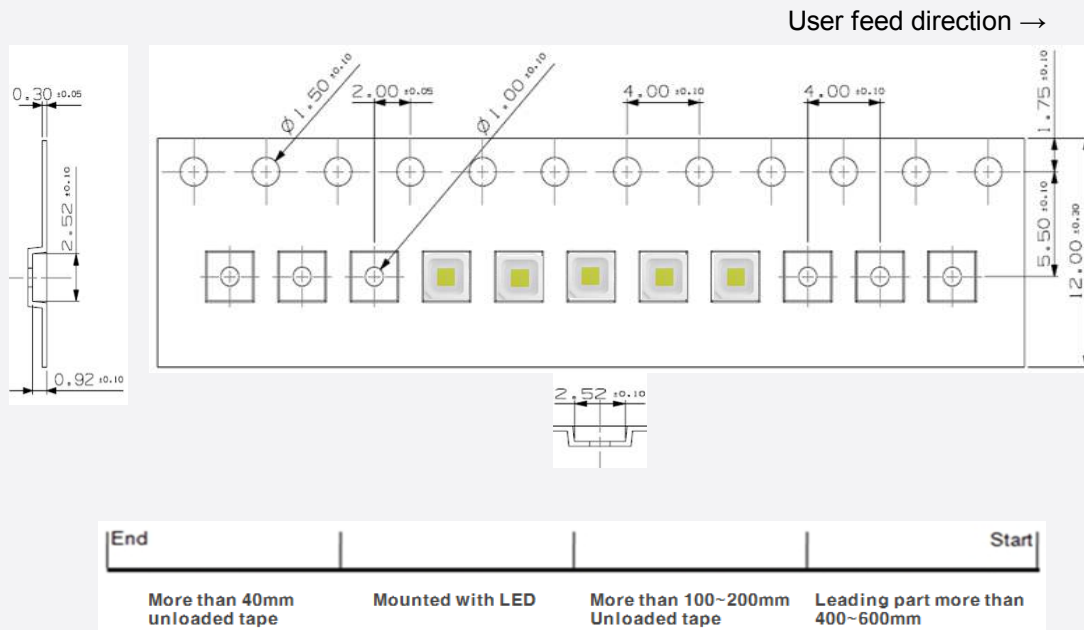 User feed direction →
0.30 ±0.05
Ø1.50 ±0.10
2.00 ±0.05
Ø1.00 ±0.10
4.00 ±0.10
4.00 ±0.10
1.75 ±0.10
2.52 ±0.10
5.50 ±0.10
12.00 ±0.30
0.92 ±0.10
2.52 ±0.10
End
Start
More than 40mm
unloaded tape
Mounted with LED
More than 100~200mm
Unloaded tape
Leading part more than
400~600mm